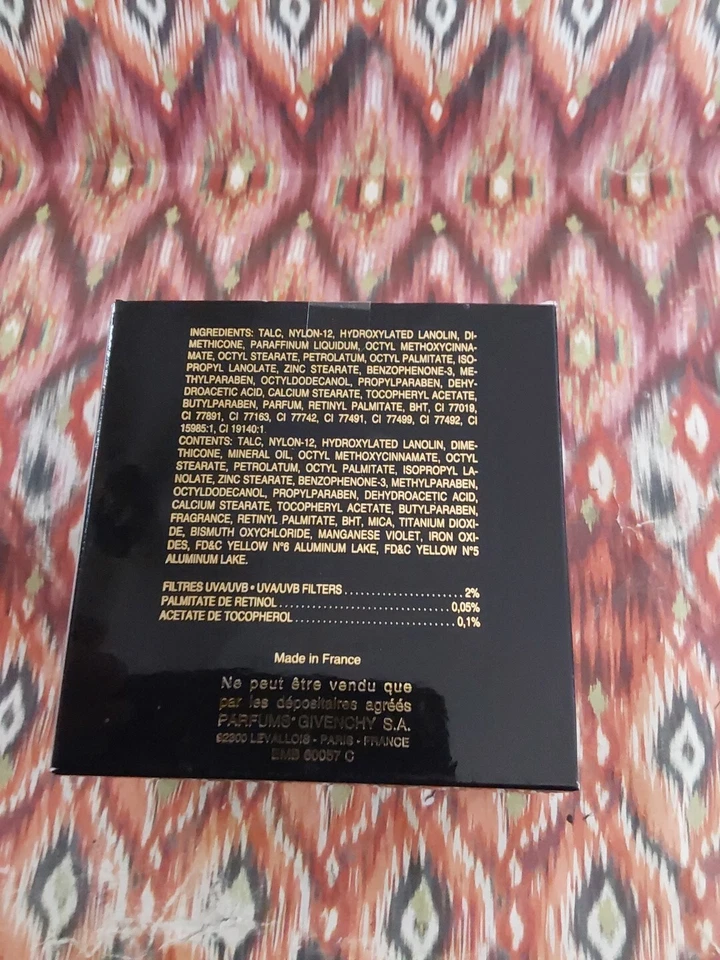 INGREDIENTS: TALC, NYLON-12, HYDROXYLATED LANOLIN, DI-
METHICONE, PARAFFINUM LIQUIDUM, OCTYL METHOXYCINNA-
MATE, OCTYL STEARATE, PETROLATUM, OCTYL PALMITATE, ISO-
PROPYL LANOLATE, ZINC STEARATE, BENZOPHENONE-3, ME-
THYLPARABEN, OCTYLDODECANOL, PROPYLPARABEN, DEHY-
DROACETIC ACID, CALCIUM STEARATE, TOCOPHERYL ACETATE,
BUTYLPARABEN, PARFUM, RETINYL PALMITATE, BHT, CI 77019,
CI 77891, CI 77163, CI 77742, CI 77491, CI 77499, CI 77492, CI
15985:1, CI 19140:1.
CONTENTS: TALC, NYLON-12, HYDROXYLATED LANOLIN, DIME-
THICONE, MINERAL OIL, OCTYL METHOXYCINNAMATE, OCTYL
STEARATE, PETROLATUM, OCTYL PALMITATE, ISOPROPYL LA-
NOLATE, ZINC STEARATE, BENZOPHENONE-3, METHYLPARABEN,
OCTYLDODECANOL, PROPYLPARABEN, DEHYDROACETIC ACID,
CALCIUM STEARATE, TOCOPHERYL ACETATE, BUTYLPARABEN,
FRAGRANCE, RETINYL PALMITATE, BHT, MICA, TITANIUM DIOXI-
DE, BISMUTH OXYCHLORIDE, MANGANESE VIOLET, IRON OXI-
DES, FD&C YELLOW N°6 ALUMINUM LAKE, FD&C YELLOW N°5
ALUMINUM LAKE.
FILTRES UVA/UVB • UVA/UVB FILTERS......................2%
PALMITATE DE RETINOL................................0,05%
ACETATE DE TOCOPHEROL..............................0,1%
Made in France
Ne peut être vendu que
par les dépositaires agréés
PARFUMS GIVENCHY S.A.
92300 LEVALLOIS - PARIS - FRANCE
EMB 60057 C